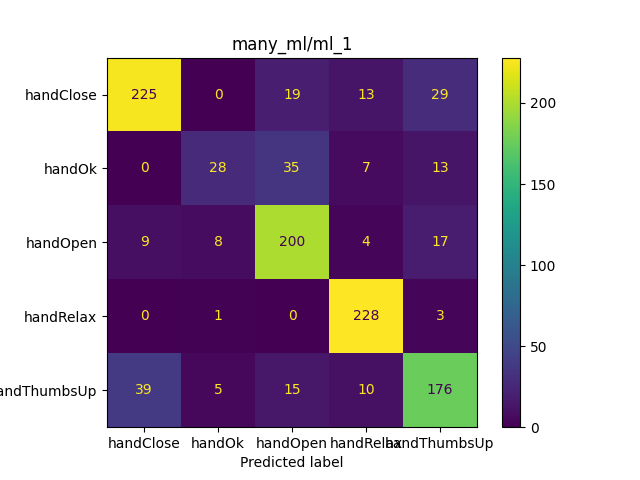 many_ml/ml_1
handClose 225 0 19 13 29
handOk 0 28 35 7 13
handOpen 9 8 200 4 17
handRelax 0 1 0 228 3
andThumbsUp 39 5 15 10 176
handClose handOk handOpen handRelax handThumbsUp
Predicted label
200
150
100
50
0